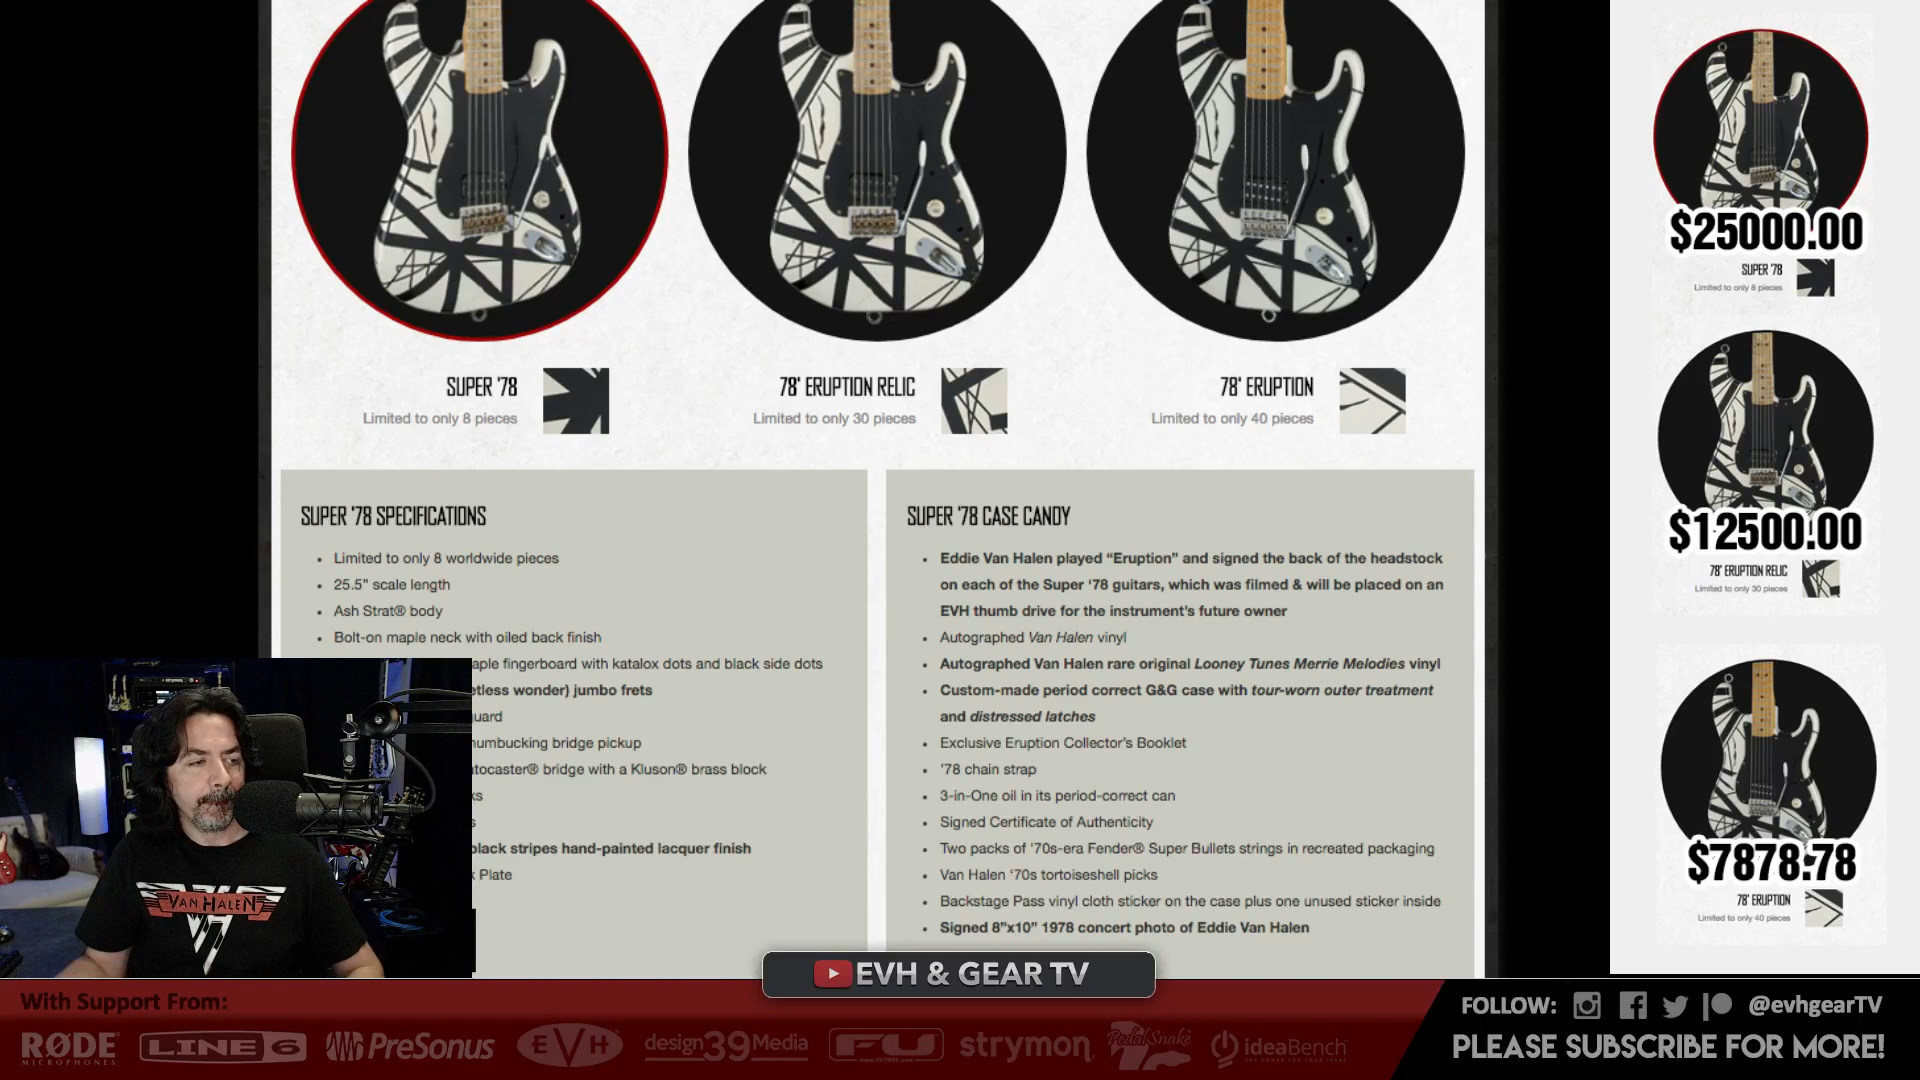 SUPER '78
Limited to only 8 pieces
78' ERUPTION RELIC
Limited to only 30 pieces
78' ERUPTION
Limited to only 40 pieces
SUPER '78 SPECIFICATIONS
• Limited to only 8 worldwide pieces
• 25.5" scale length
• Ash Strat® body
• Bolt-on maple neck with oiled back finish
fingerboard with katalox dots and black side dots
wonder) jumbo frets
bridge pickup
bridge with a Kluson® brass block
stripes hand-painted lacquer finish
Plate
SUPER '78 CASE CANDY
• Eddie Van Halen played “Eruption” and signed the back of the headstock
on each of the Super ‘78 guitars, which was filmed & will be placed on an
EVH thumb drive for the instrument’s future owner
• Autographed Van Halen vinyl
• Autographed Van Halen rare original Looney Tunes Merrie Melodies vinyl
• Custom-made period correct G&G case with tour-worn outer treatment
and distressed latches
• Exclusive Eruption Collector’s Booklet
• ’78 chain strap
• 3-in-One oil in its period-correct can
• Signed Certificate of Authenticity
• Two packs of ’70s-era Fender® Super Bullets strings in recreated packaging
• Van Halen ‘70s tortoiseshell picks
• Backstage Pass vinyl cloth sticker on the case plus one unused sticker inside
• Signed 8”x10” 1978 concert photo of Eddie Van Halen
$25000.00
SUPER '78
Limited to only 8 pieces
$12500.00
78' ERUPTION RELIC
Limited to only 30 pieces
$7878.78
78' ERUPTION
Limited to only 40 pieces
VAN HALEN
EVH & GEAR TV
With Support From:
RØDE
MICROPHONES
LINE 6
PreSonus
EVH
design39Media
FU
strymon
PedalSnake
ideaBench
FOLLOW: @evhgearTV
PLEASE SUBSCRIBE FOR MORE!